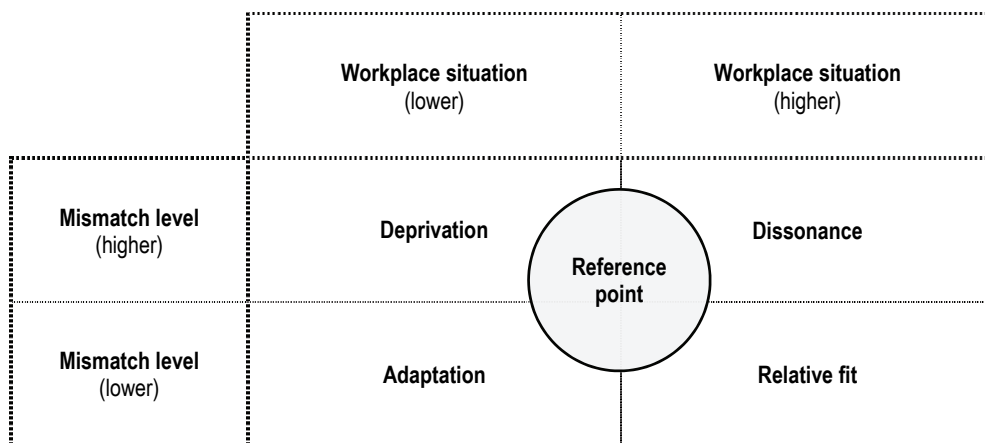 Workplace situation
(lower)
Workplace situation
(higher)
Mismatch level
(higher)
Deprivation
Dissonance
Reference
point
Mismatch level
(lower)
Adaptation
Relative fit